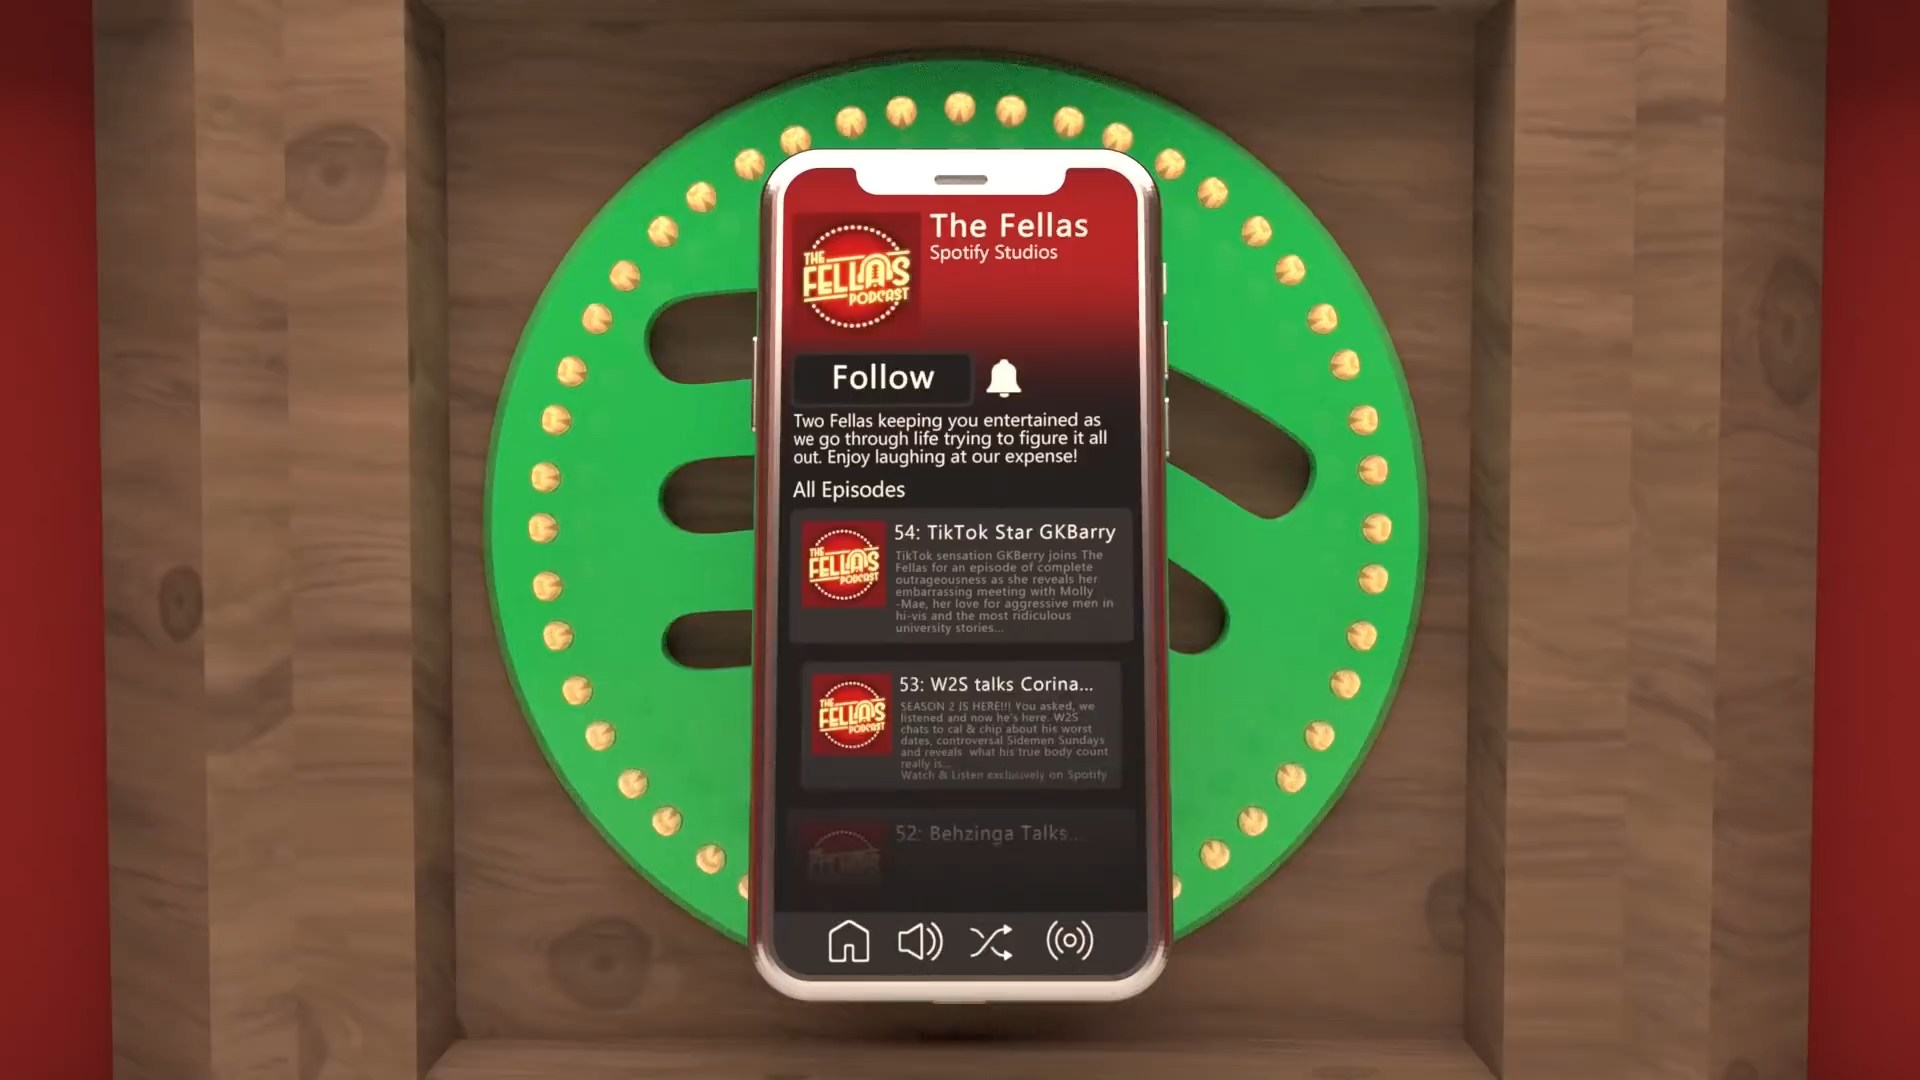 The Fellas
Spotify Studios
THE
FELLAS
PODCAST
Follow
Two Fellas keeping you entertained as
we go through life trying to figure it all
out. Enjoy laughing at our expense!
All Episodes
THE
FELLAS
PODCAST
54: TikTok Star GKBarry
TikTok sensation GKBerry joins The
Fellas for an episode of complete
outrageousness as she reveals her
embarrassing meeting with Molly
-Mae, her love for aggressive men in
hi-vis and the most ridiculous
university stories...
THE
FELLAS
PODCAST
53: W2S talks Corina...
SEASON 2 IS HERE!!! You asked, we
listened and now he's here. W2S
chats to cal & chip about his worst
dates, controversal Sidemen Sundays
and reveals what his true body count
really is...
Watch & Listen exclusively on Spotify
THE
FELLAS
52: Behzinga Talks...